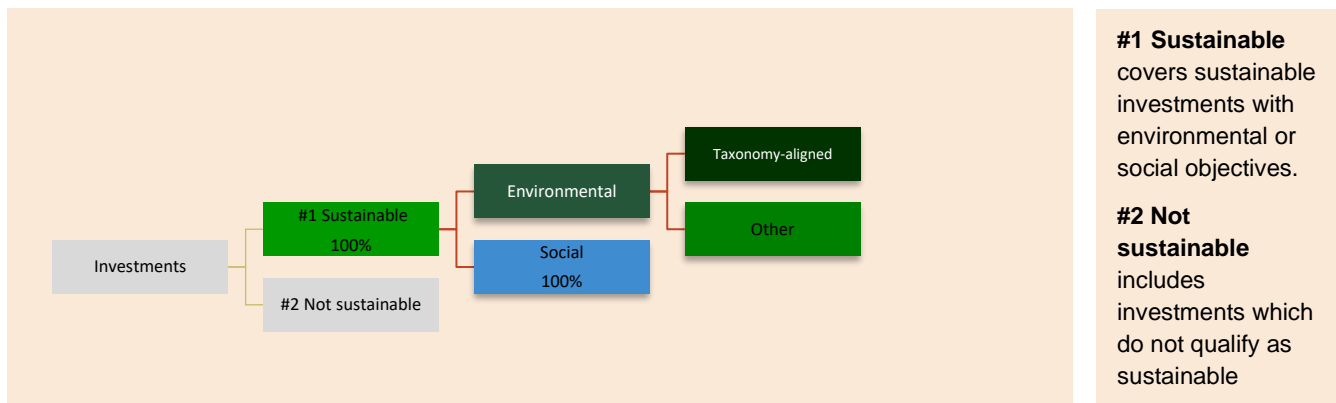 Investments
#1 Sustainable
100%
#2 Not sustainable
Environmental
Social
100%
Taxonomy-aligned
Other
#1 Sustainable
covers sustainable
investments with
environmental or
social objectives.
#2 Not
sustainable
includes
investments which
do not qualify as
sustainable